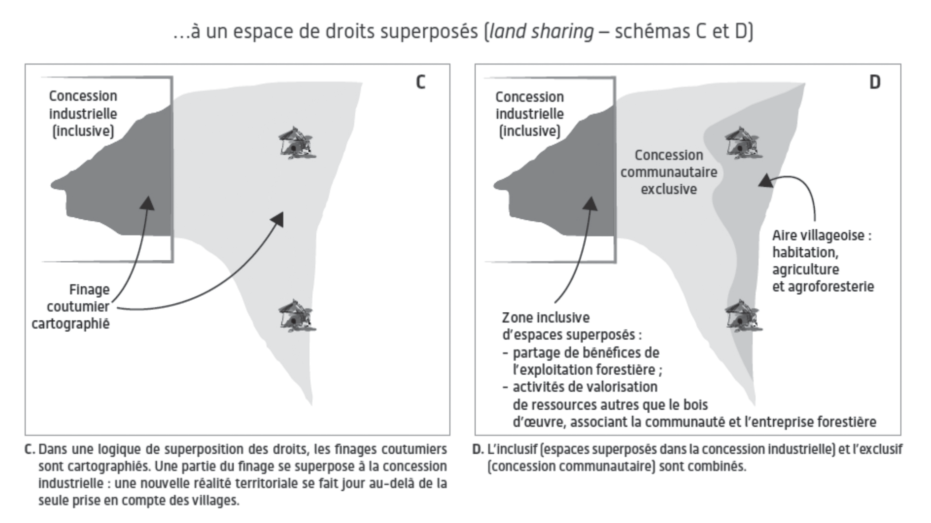 …à un espace de droits superposés (land sharing – schémas C et D)
C
Concession
industrielle
(inclusive)
Finage
coutumier
cartographié
C. Dans une logique de superposition des droits, les finages coutumiers
sont cartographiés. Une partie du finage se superpose à la concession
industrielle : une nouvelle réalité territoriale se fait jour au-delà de la
seule prise en compte des villages.
D
Concession
industrielle
(inclusive)
Concession
communautaire
exclusive
Aire villageoise :
habitation,
agriculture
et agroforesterie
Zone inclusive
d'espaces superposés :
- partage de bénéfices de
l'exploitation forestière ;
- activités de valorisation
de ressources autres que le bois
d'œuvre, associant la communauté et l'entreprise forestière
D. L'inclusif (espaces superposés dans la concession industrielle) et l'exclusif
(concession communautaire) sont combinés.